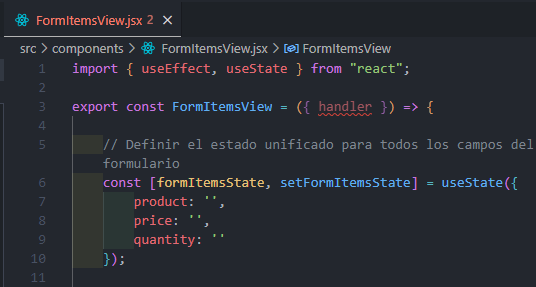 FormItemsView.jsx 2 ×
src > components > FormItemsView.jsx > FormItemsView
1 import { useEffect, useState } from "react";
2
3 export const FormItemsView = ({ handler }) => {
4
5 // Definir el estado unificado para todos los campos del
formulario
6 const [formItemsState, setFormItemsState] = useState({
7 product: '',
8 price: '',
9 quantity: ''
10 });
11